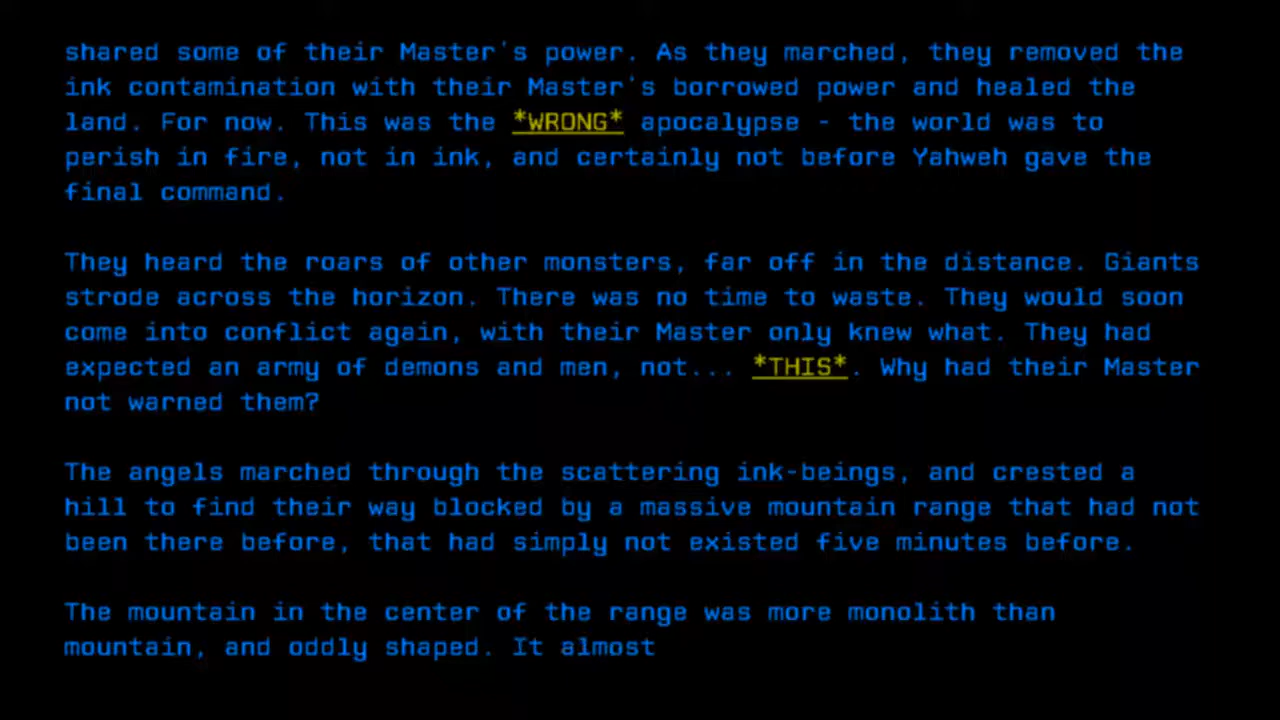 shared some of their Master's power. As they marched, they removed the
ink contamination with their Master's borrowed power and healed the
land. For now. This was the *WRONG* apocalypse - the world was to
perish in fire, not in ink, and certainly not before Yahweh gave the
final command.
They heard the roars of other monsters, far off in the distance. Giants
strode across the horizon. There was no time to waste. They would soon
come into conflict again, with their Master only knew what. They had
expected an army of demons and men, not... *THIS*. Why had their Master
not warned them?
The angels marched through the scattering ink-beings, and crested a
hill to find their way blocked by a massive mountain range that had not
been there before, that had simply not existed five minutes before.
The mountain in the center of the range was more monolith than
mountain, and oddly shaped. It almost